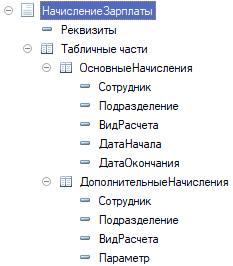 НачислениеЗарплаты
Реквизиты
Табличные части
ОсновныеНачисления
Сотрудник
Подразделение
ВидРасчета
ДатаНачала
ДатаОкончания
ДополнительныеНачисления
Сотрудник
Подразделение
ВидРасчета
Параметр